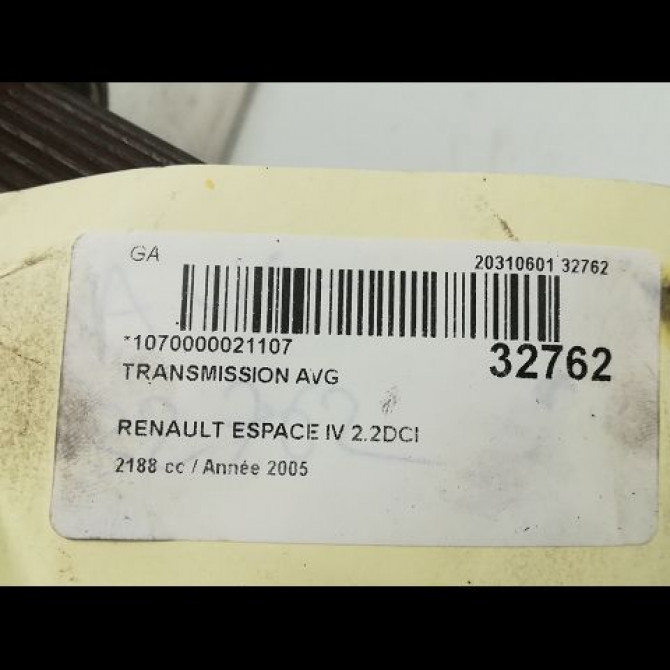 GA
20310601 32762
*1070000021107
32762
TRANSMISSION AVG
RENAULT ESPACE IV 2.2DCI
2188 cc / Année 2005